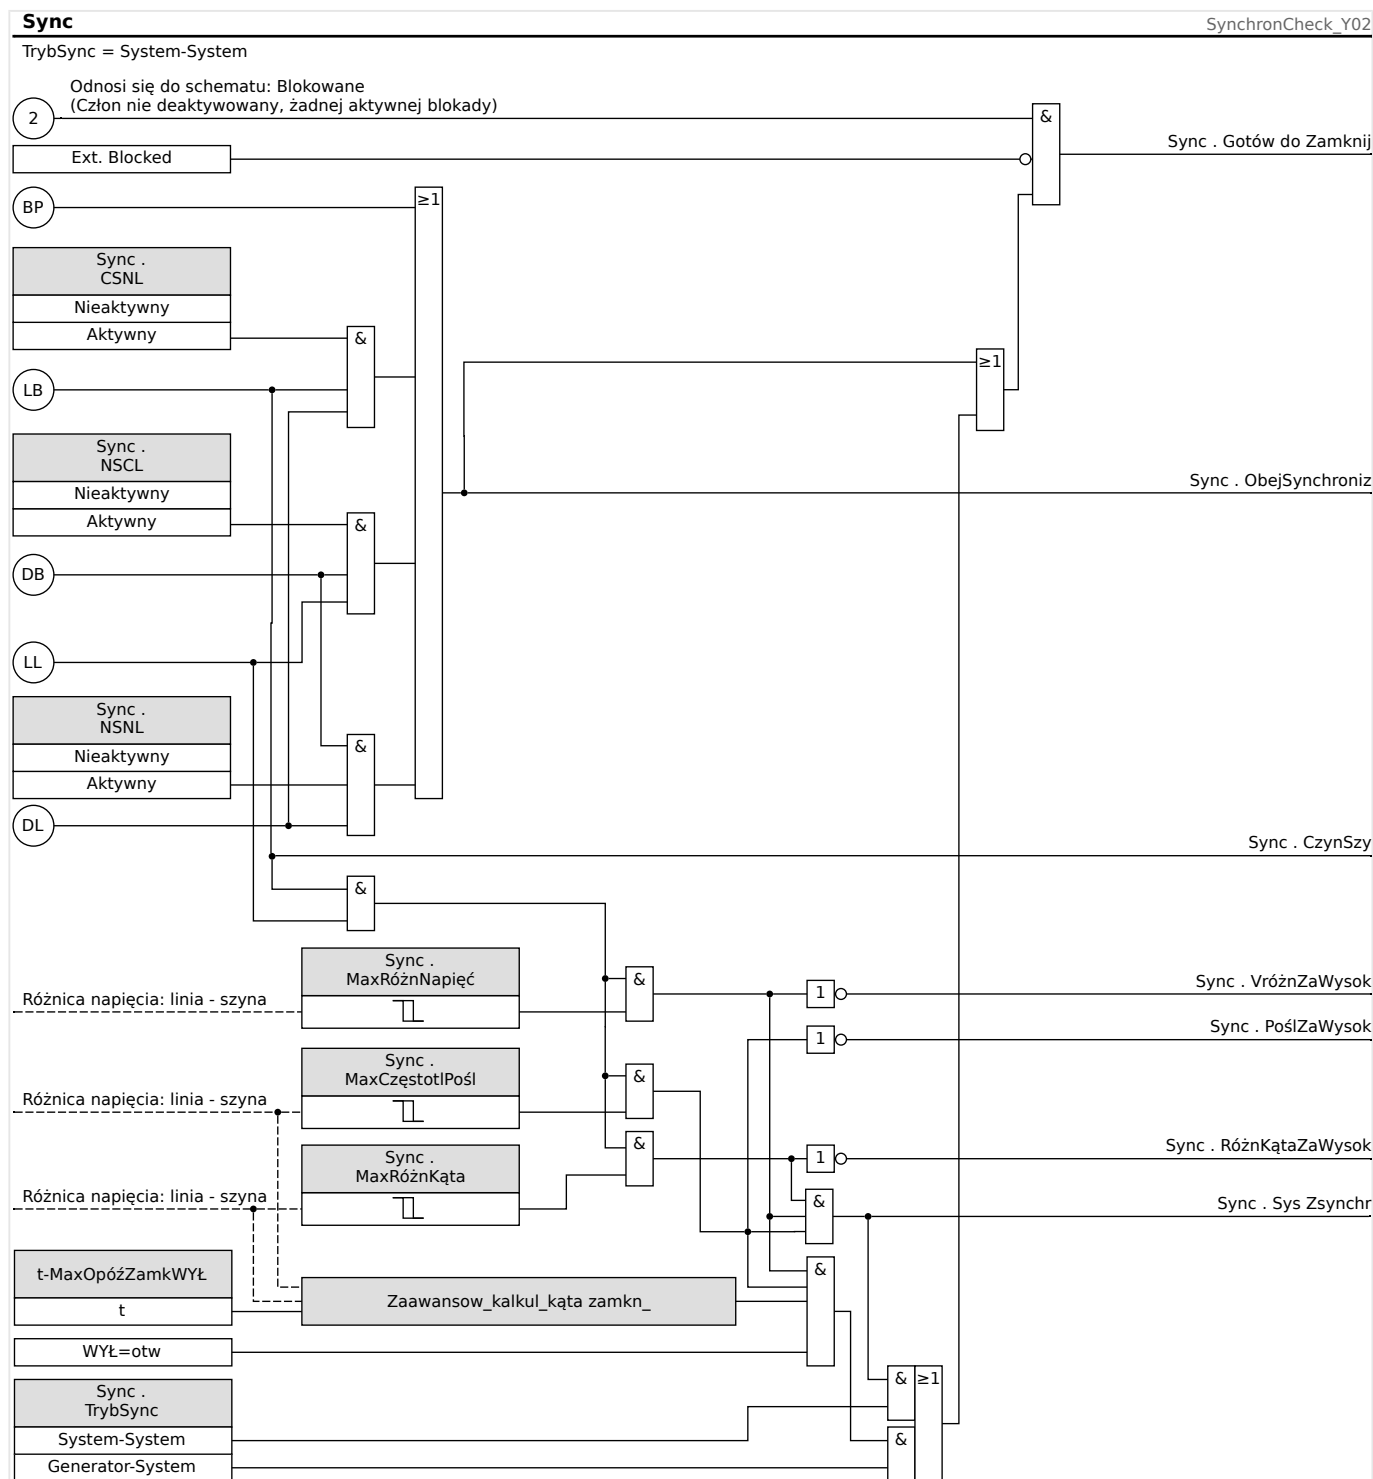 Sync
SynchronCheck_Y02
TrybSync = System-System
Odnosi się do schematu: Blokowane
(Człon nie deaktywowany, żadnej aktywnej blokady)
2
&
Sync . Gotów do Zamknij
Ext. Blocked
BP
≥1
Sync .
CSNL
Nieaktywny
Aktywny
&
≥1
LB
Sync .
NSCL
Nieaktywny
Aktywny
&
Sync . ObejSynchroniz
DB
LL
Sync .
NSNL
Nieaktywny
Aktywny
&
DL
Sync . CzynSzy
&
Sync .
MaxRóżnNapięć
Różnica napięcia: linia - szyna
&
1
Sync . VróżnZaWysok
1
Sync . PoślZaWysok
Sync .
MaxCzęstotlPośl
Różnica napięcia: linia - szyna
&
Sync .
MaxRóżnKąta
Różnica napięcia: linia - szyna
&
1
Sync . RóżnKątaZaWysok
&
Sync . Sys Zsynchr
t-MaxOpóźZamkWYŁ
t
Zaawansow_kalkul_kąta zamkn_
&
WYŁ=otw
Sync .
TrybSync
System-System
Generator-System
&
≥1
&